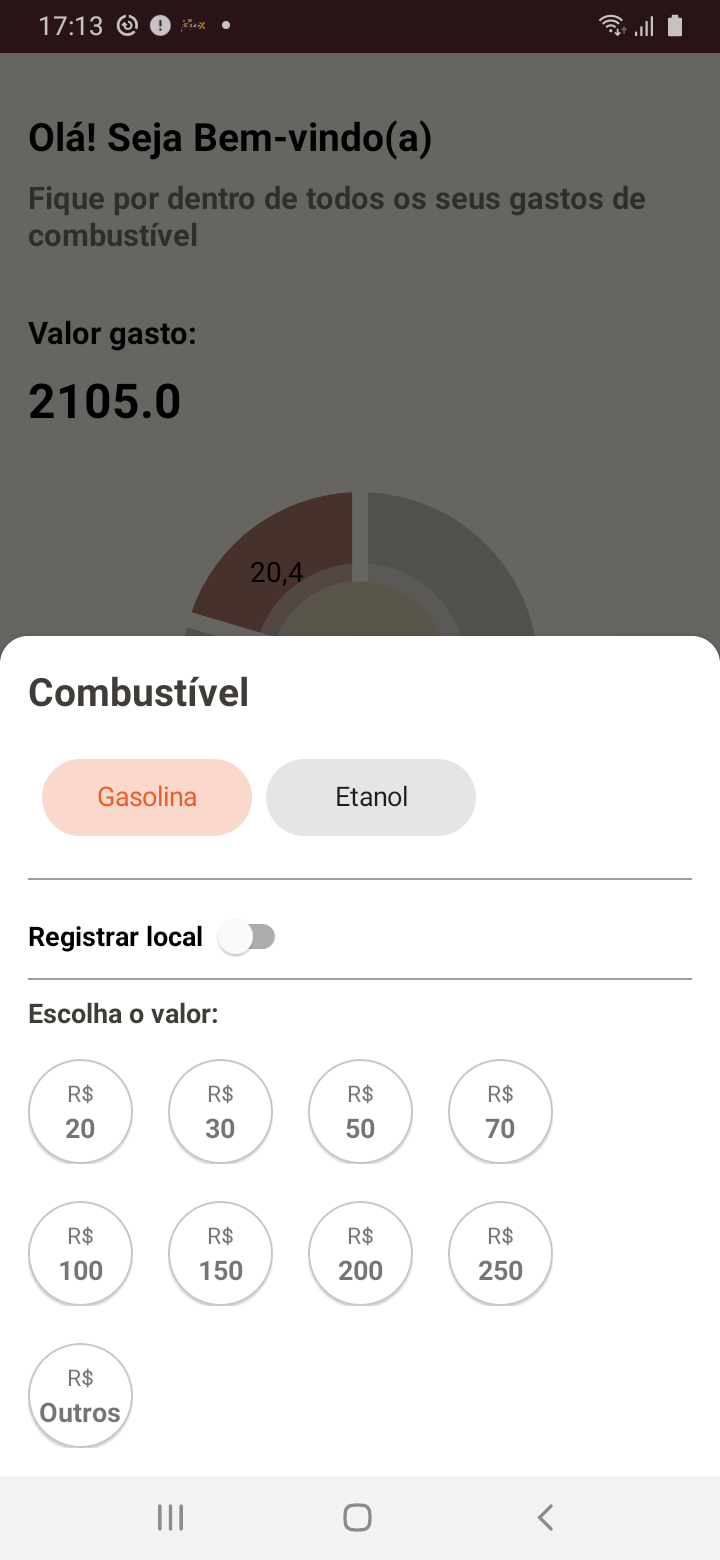 17:13
Olá! Seja Bem-vindo(a)
Fique por dentro de todos os seus gastos de
combustível
Valor gasto:
2105.0
20,4
Combustível
Gasolina
Etanol
Registrar local
Escolha o valor:
R$ R$ R$ R$
20 30 50 70
R$ R$ R$ R$
100 150 200 250
R$
Outros